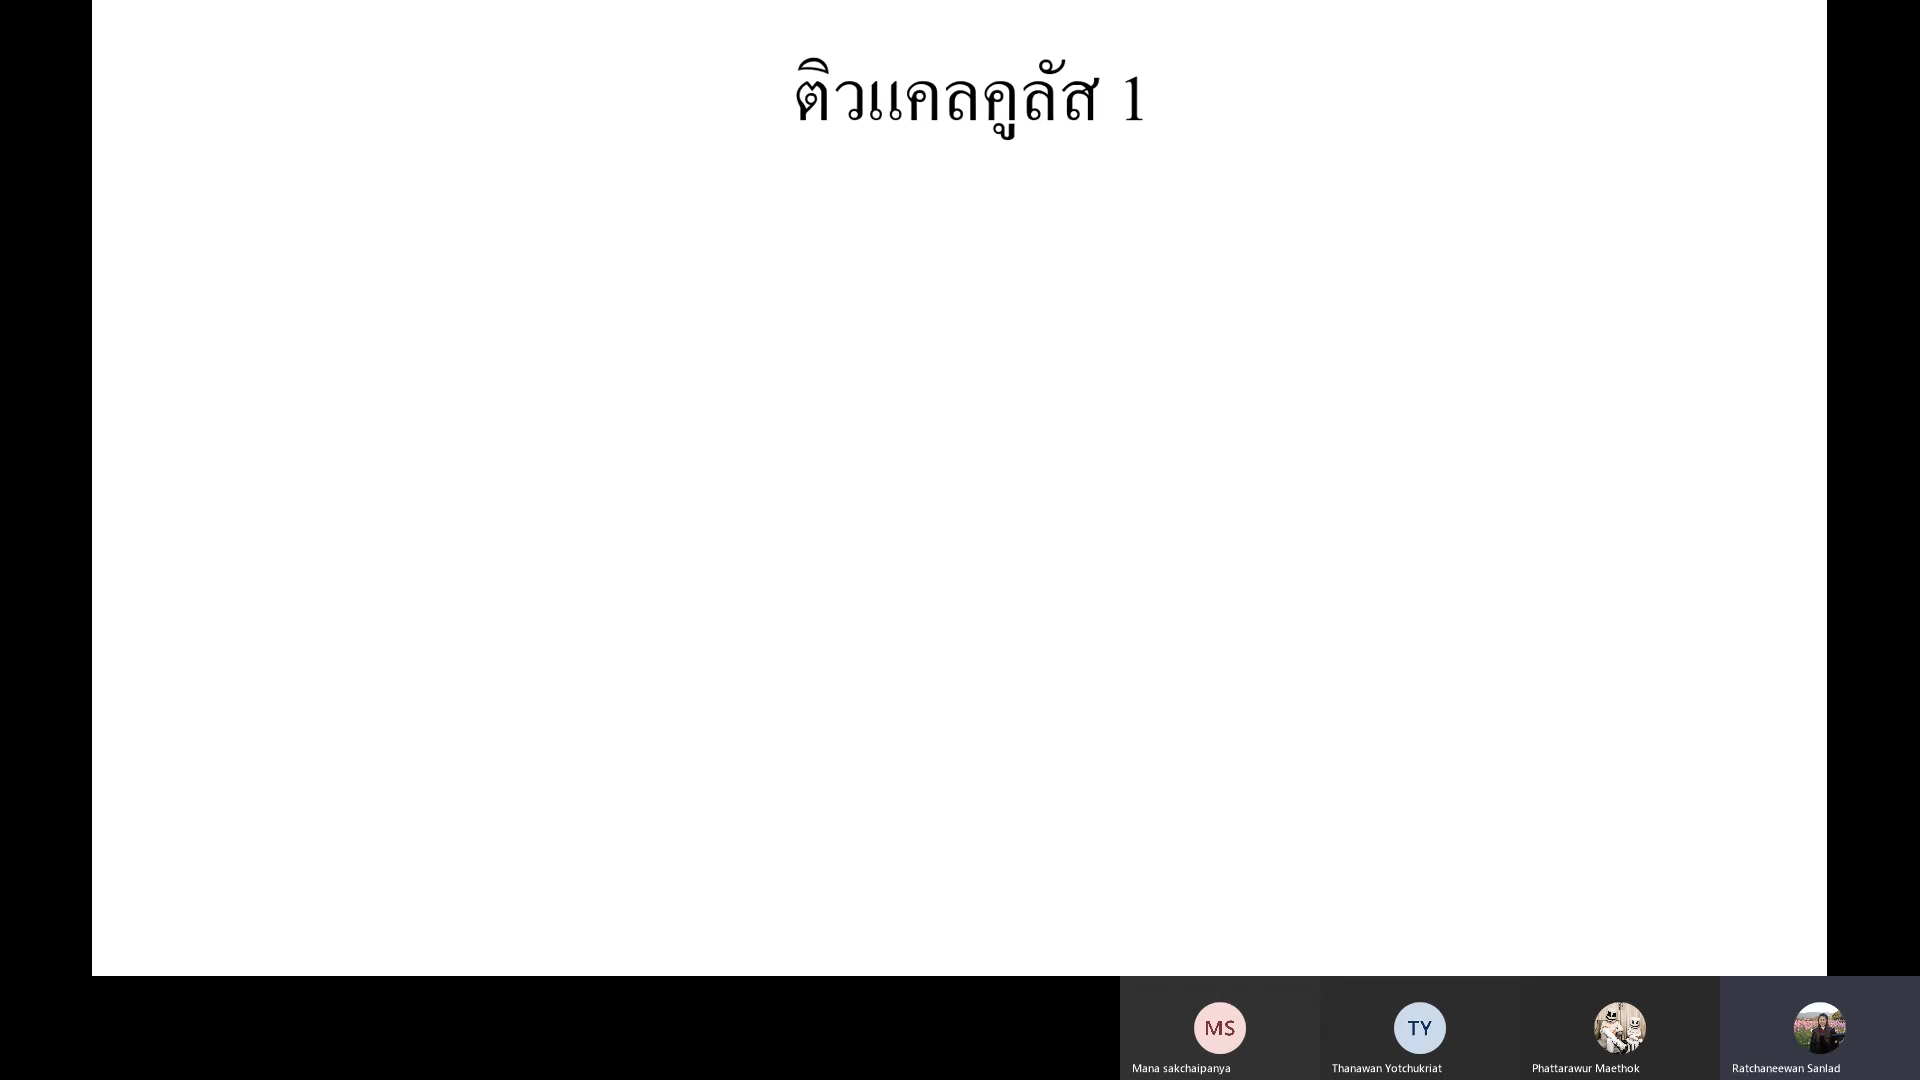 ติวแคลคูลัส 1
MS
TY
Mana sakchaipanya
Thanawan Yotchukriat
Phattarawur Maethok
Ratchaneewan Sanlad